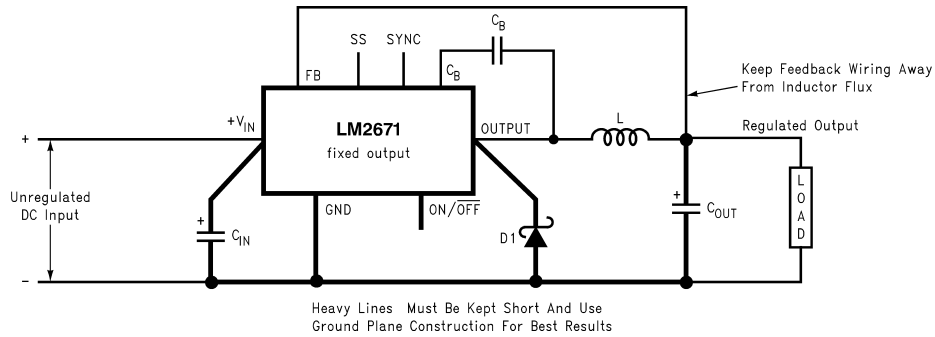 C_B
SS SYNC
FB
C_B
Keep Feedback Wiring Away
From Inductor Flux
+V_IN
LM2671
fixed output
OUTPUT
L
Regulated Output
+
Unregulated
DC Input
-
+
C_IN
GND
ON/O̅F̅F̅
D1
+
C_OUT
LOAD
Heavy Lines Must Be Kept Short And Use
Ground Plane Construction For Best Results